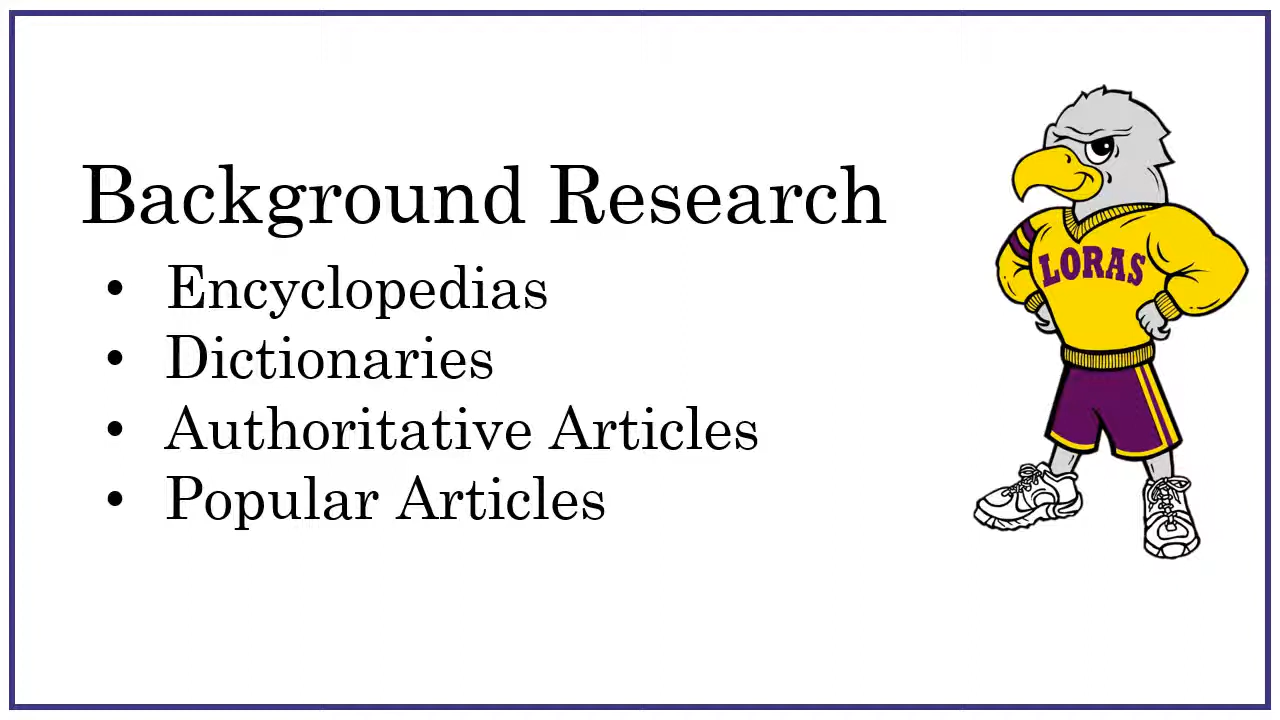 Background Research
• Encyclopedias
• Dictionaries
• Authoritative Articles
• Popular Articles
LORAS